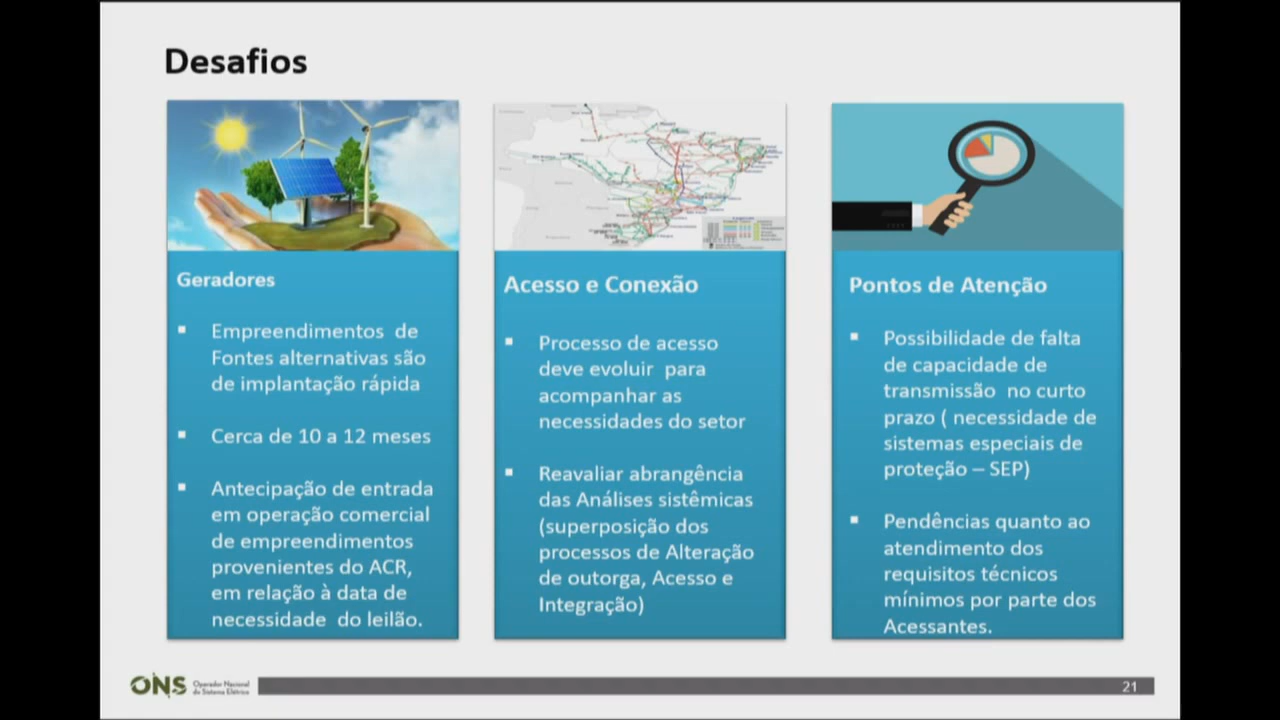 Desafios
Geradores
▪ Empreendimentos de
Fontes alternativas são
de implantação rápida
▪ Cerca de 10 a 12 meses
▪ Antecipação de entrada
em operação comercial
de empreendimentos
provenientes do ACR,
em relação à data de
necessidade do leilão.
Acesso e Conexão
▪ Processo de acesso
deve evoluir para
acompanhar as
necessidades do setor
▪ Reavaliar abrangência
das Análises sistêmicas
(superposição dos
processos de Alteração
de outorga, Acesso e
Integração)
Pontos de Atenção
▪ Possibilidade de falta
de capacidade de
transmissão no curto
prazo ( necessidade de
sistemas especiais de
proteção – SEP)
▪ Pendências quanto ao
atendimento dos
requisitos técnicos
mínimos por parte dos
Acessantes.
ONS
Operador Nacional
do Sistema Elétrico
21